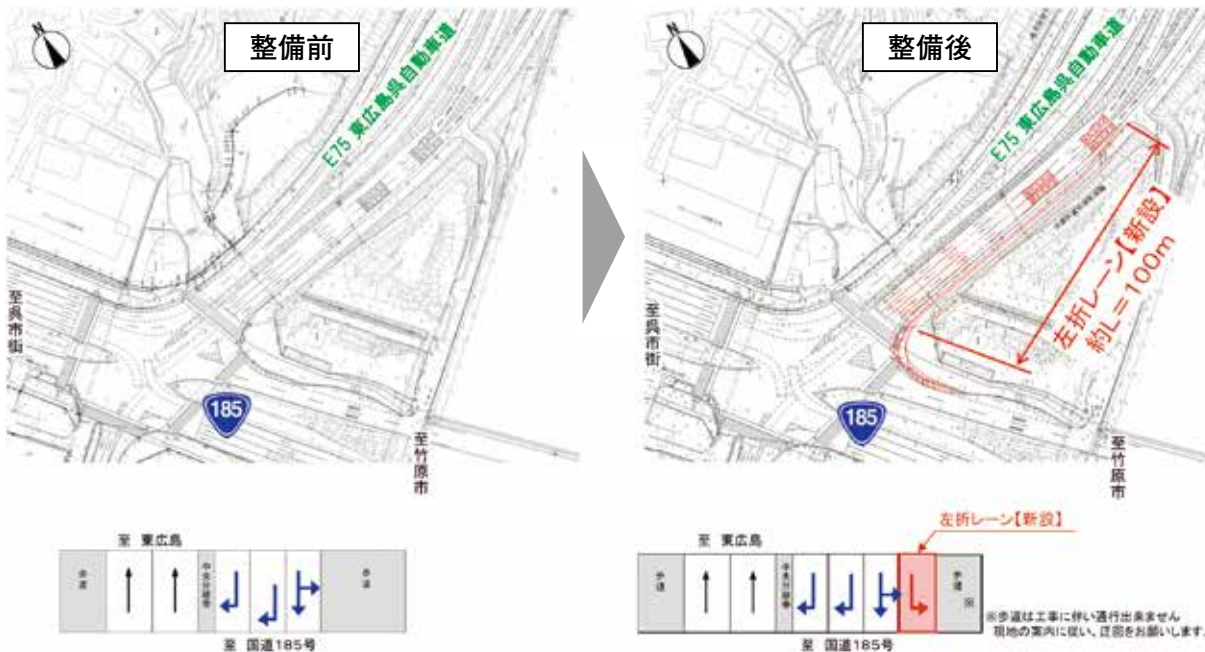 N
整備前
E75 東広島呉自動車道
至呉市街
185
至竹原市
至 東広島
歩道
中央分離帯
歩道
至 国道185号
N
整備後
E75 東広島呉自動車道
左折レーン【新設】
約L=100m
至呉市街
185
至竹原市
左折レーン【新設】
至 東広島
歩道
中央分離帯
歩道 ※
至 国道185号
※歩道は工事に伴い通行出来ません
現地の案内に従い、迂回をお願いします。